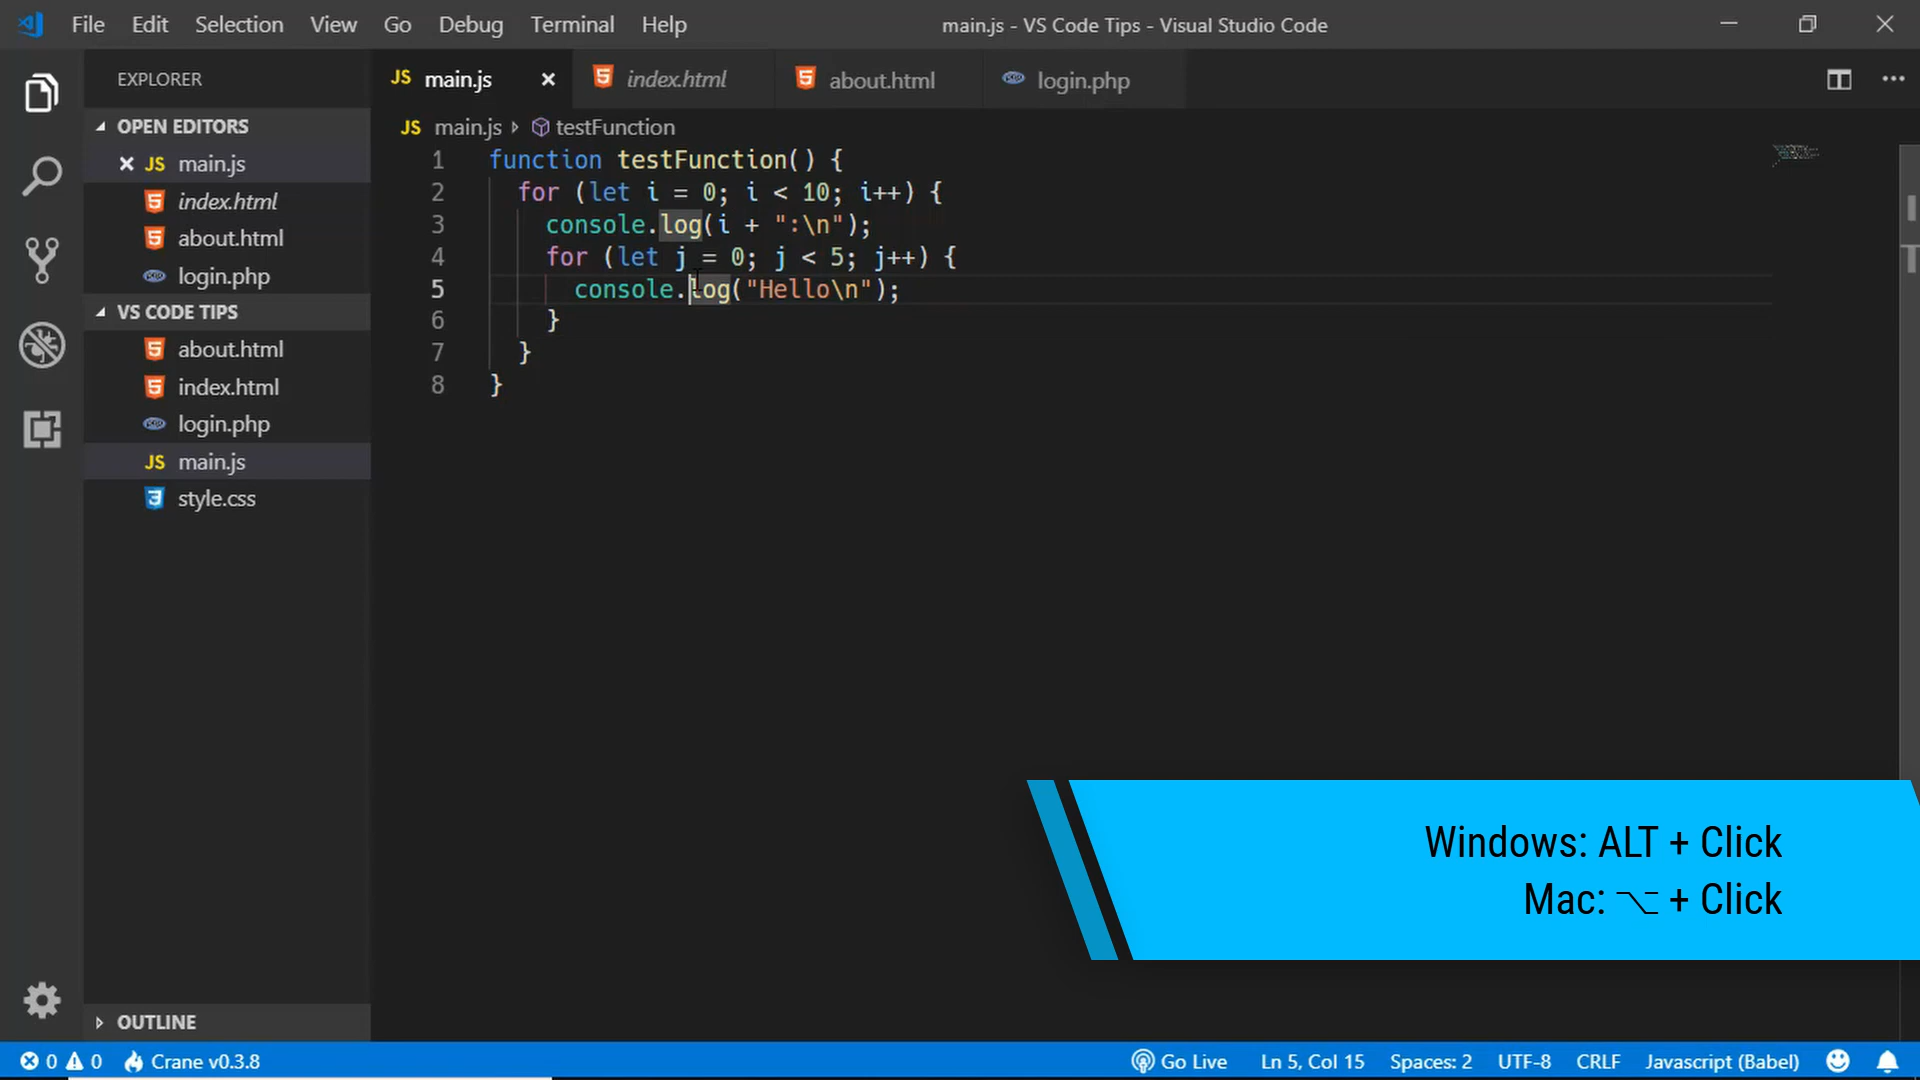 File Edit Selection View Go Debug Terminal Help main.js - VS Code Tips - Visual Studio Code
EXPLORER
OPEN EDITORS
JS main.js
index.html
about.html
login.php
VS CODE TIPS
about.html
index.html
login.php
JS main.js
style.css
OUTLINE
JS main.js index.html about.html login.php
JS main.js testFunction
1 function testFunction() {
2 for (let i = 0; i < 10; i++) {
3 console.log(i + ":\n");
4 for (let j = 0; j < 5; j++) {
5 console.log("Hello\n");
6 }
7 }
8 }
Windows: ALT + Click
Mac: ⌥ + Click
0 0 Crane v0.3.8 Go Live Ln 5, Col 15 Spaces: 2 UTF-8 CRLF Javascript (Babel)